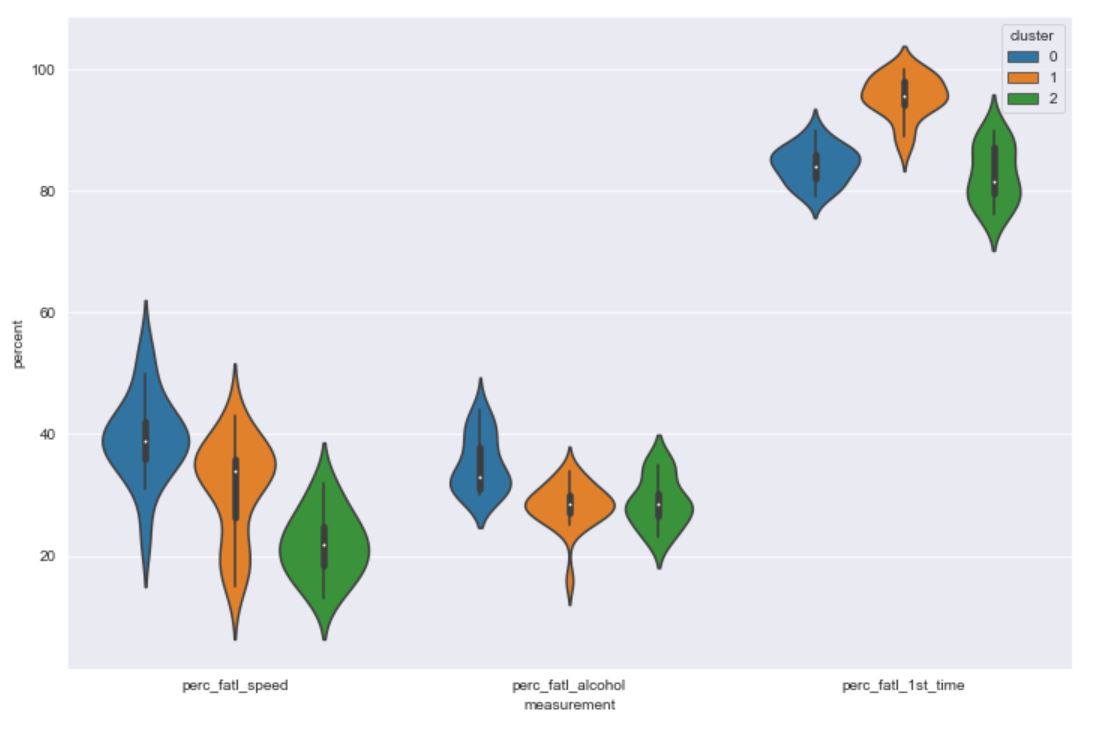 cluster
0
1
2
100
80
60
40
20
percent
perc_fatl_speed
perc_fatl_alcohol
perc_fatl_1st_time
measurement